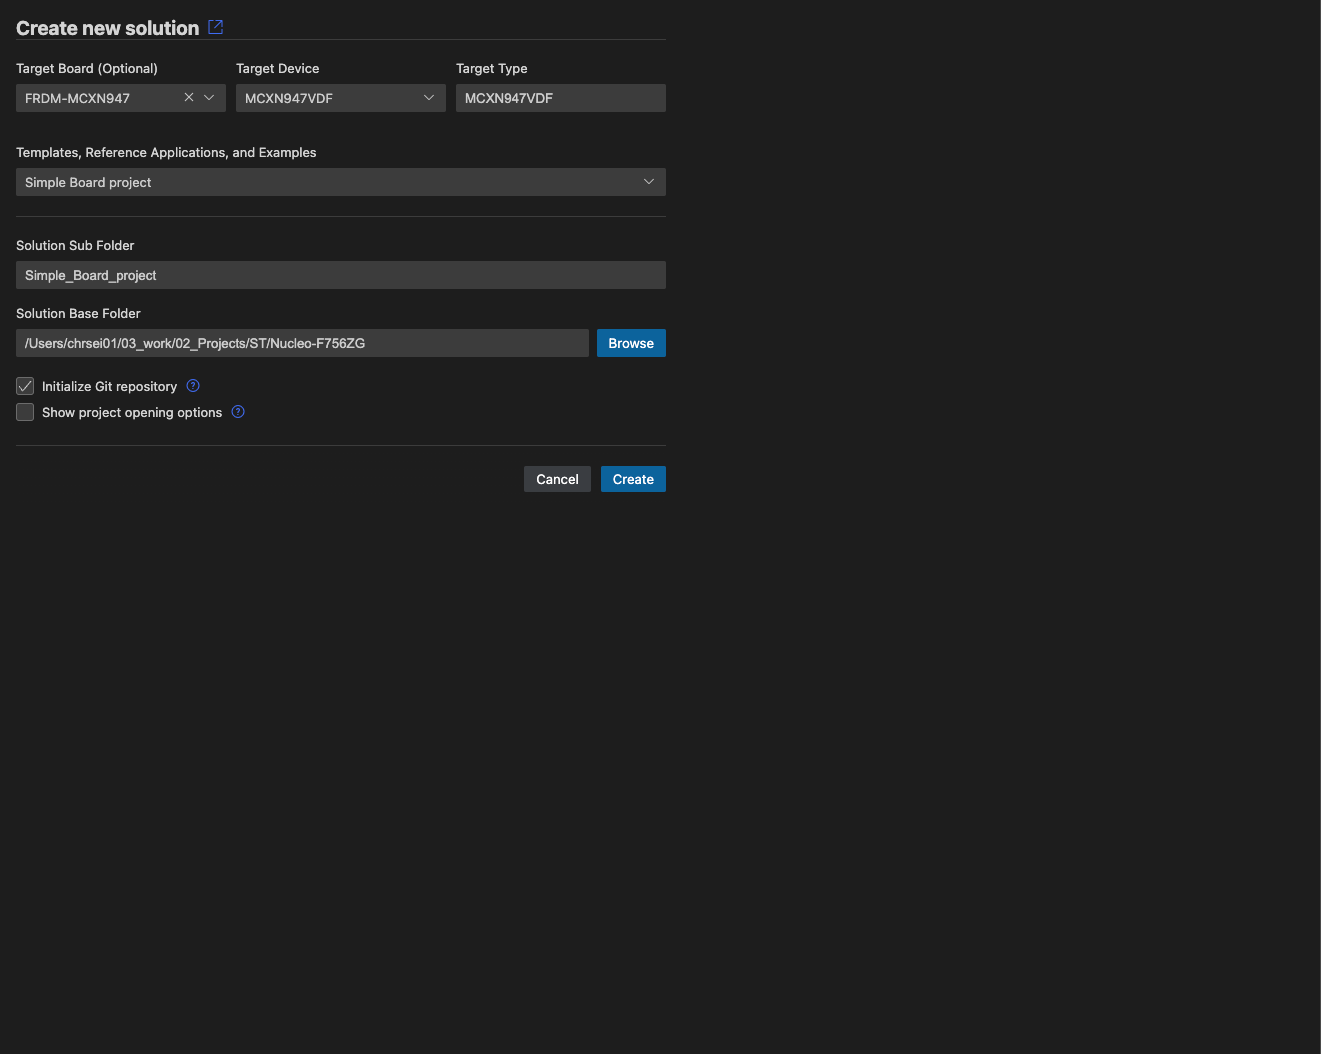 Create new solution
Target Board (Optional) Target Device Target Type
FRDM-MCXN947 MCXN947VDF MCXN947VDF
Templates, Reference Applications, and Examples
Simple Board project
Solution Sub Folder
Simple_Board_project
Solution Base Folder
/Users/chrsei01/03_work/02_Projects/ST/Nucleo-F756ZG Browse
Initialize Git repository
Show project opening options
Cancel Create